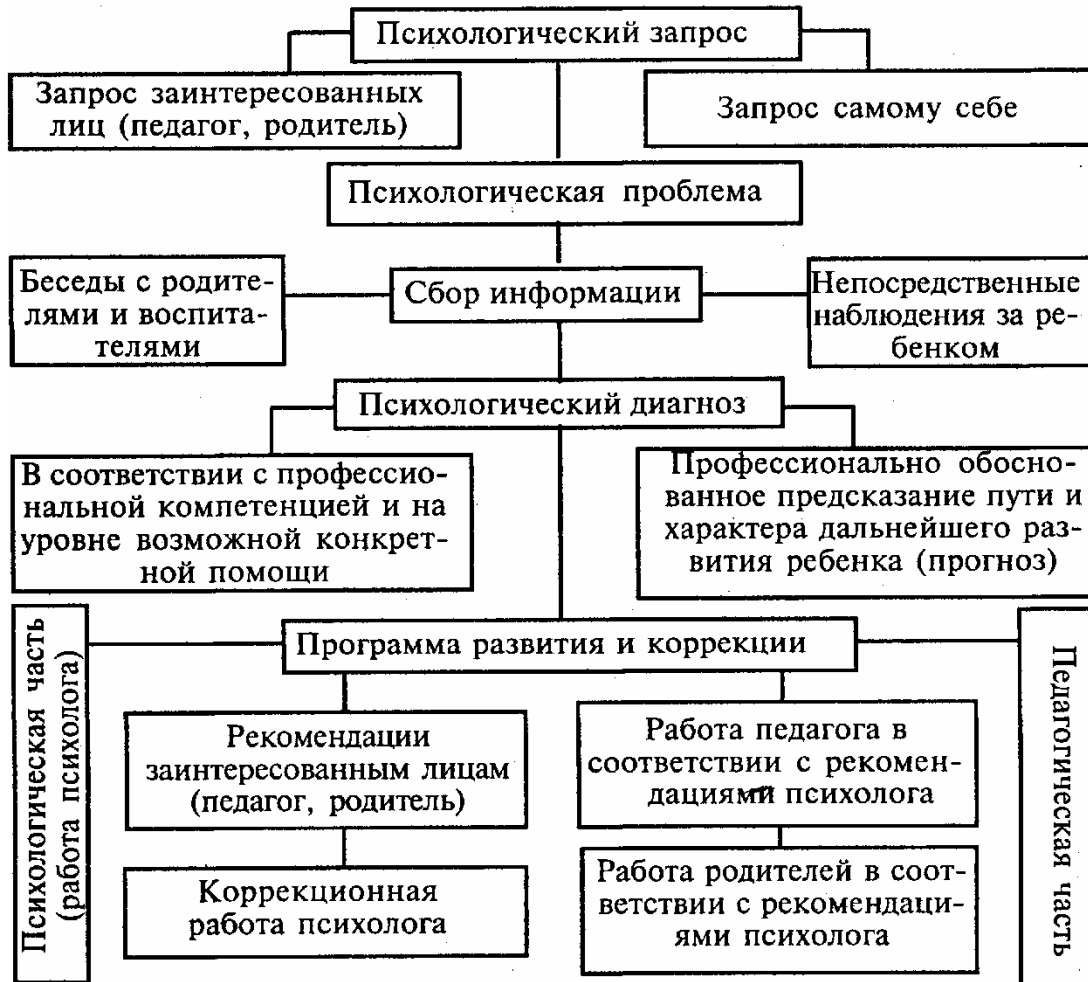 Психологический запрос
Запрос заинтересованных
лиц (педагог, родитель)
Запрос самому себе
Психологическая проблема
Беседы с родите-
лями и воспита-
телями
Сбор информации
Непосредственные
наблюдения за ре-
бенком
Психологический диагноз
В соответствии с профессио-
нальной компетенцией и на
уровне возможной конкрет-
ной помощи
Профессионально обосно-
ванное предсказание пути и
характера дальнейшего раз-
вития ребенка (прогноз)
Психологическая часть
(работа психолога)
Программа развития и коррекции
Рекомендации
заинтересованным лицам
(педагог, родитель)
Коррекционная
работа психолога
Работа педагога в
соответствии с рекомен-
дациями психолога
Работа родителей в соот-
ветствии с рекомендаци-
ями психолога
Педагогическая часть